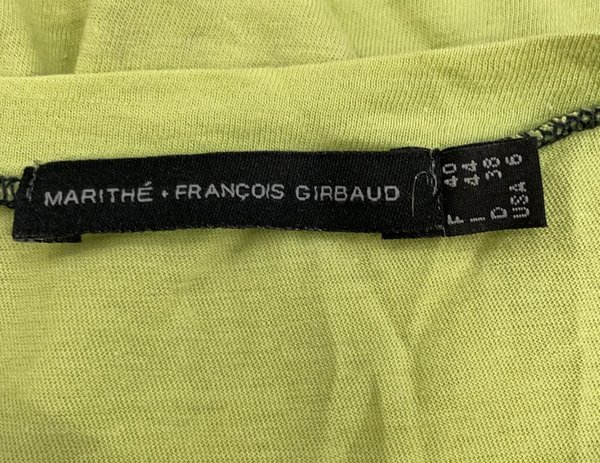 MARITHÉ + FRANÇOIS GIRBAUD
F 40
I 44
D 38
USA 6